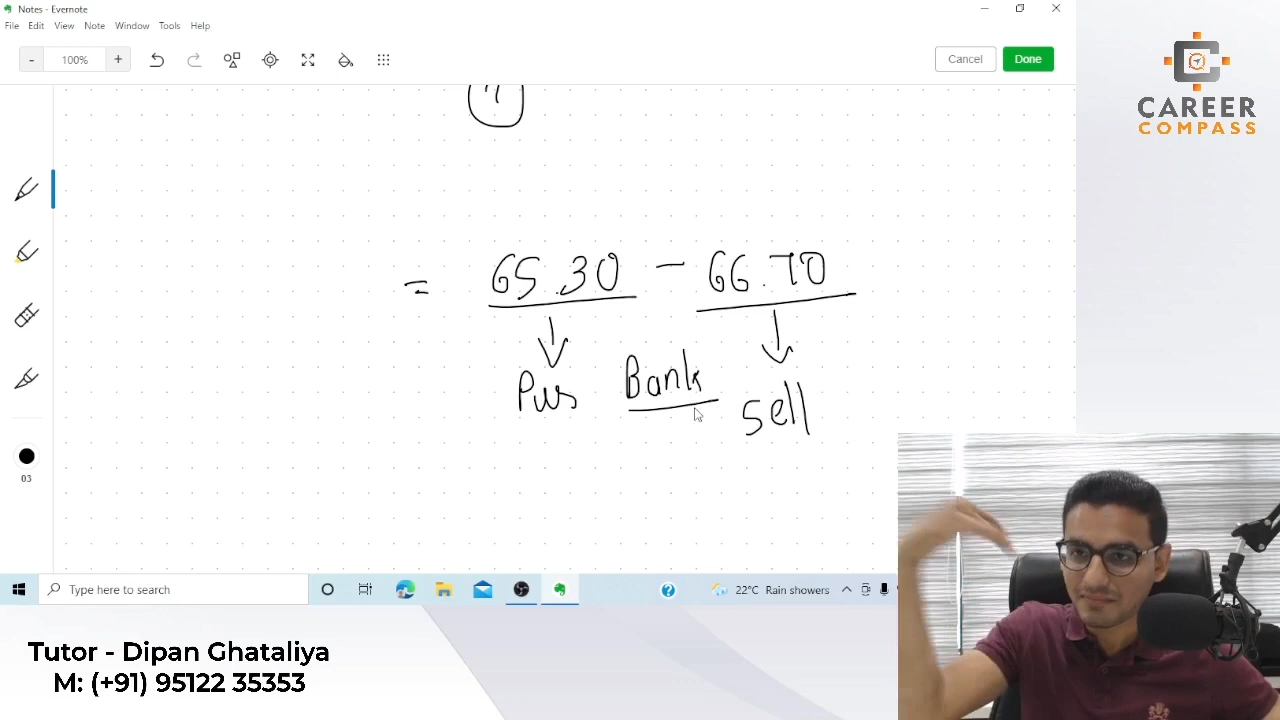 Notes - Evernote
File Edit View Note Window Tools Help
- 100% +
Cancel Done
CAREER
COMPASS
= 65.30 - 66.70
Bank
Pur
Sell
03
Type here to search
22°C Rain showers
Tutor - Dipan Ghataliya
M: (+91) 95122 35353